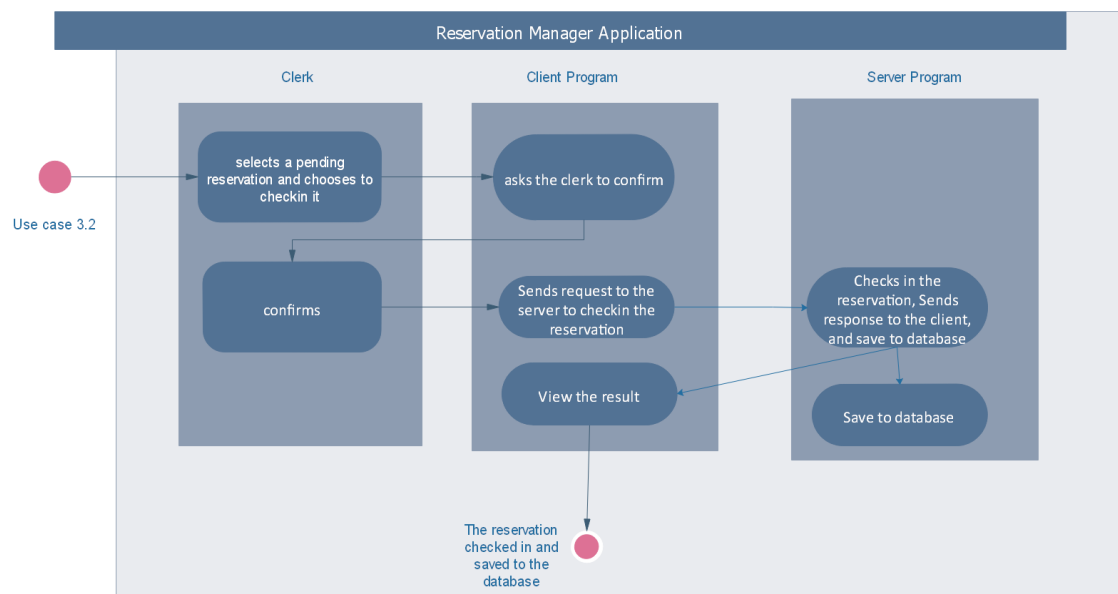 Reservation Manager Application
Clerk
Client Program
Server Program
selects a pending
reservation and chooses to
checkin it
asks the clerk to confirm
Use case 3.2
confirms
Sends request to the
server to checkin the
reservation
Checks in the
reservation, Sends
response to the client,
and save to database
View the result
Save to database
The reservation
checked in and
saved to the
database